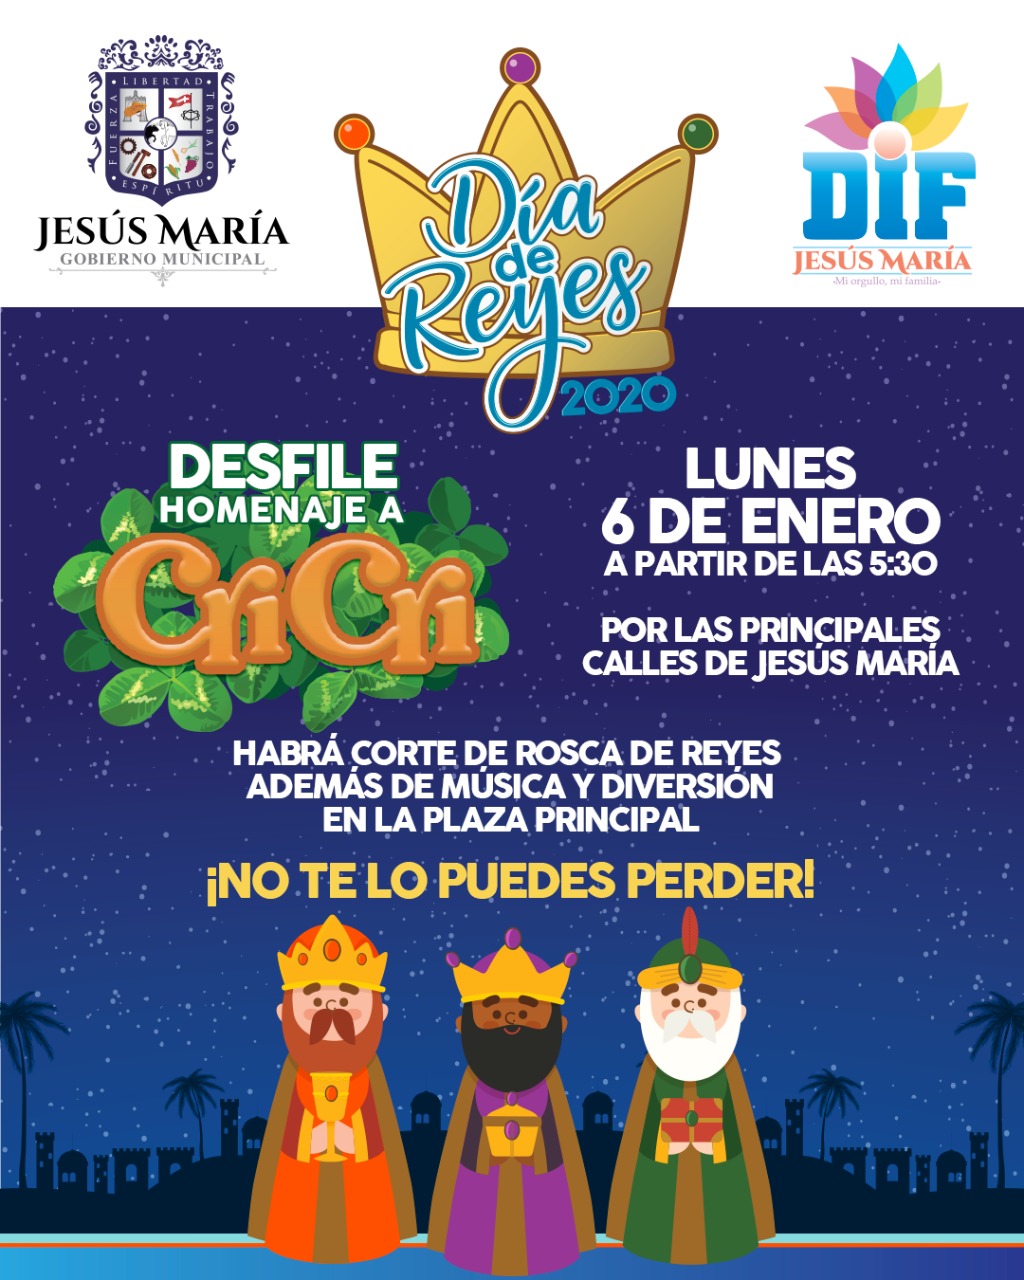 FUERZA · LIBERTAD · TRABAJO · ESPÍRITU
JESÚS MARÍA
GOBIERNO MUNICIPAL
Día
de
Reyes
2020
DIF
JESÚS MARÍA
·Mi orgullo, mi familia·
DESFILE
HOMENAJE A
Cri Cri
LUNES
6 DE ENERO
A PARTIR DE LAS 5:30
POR LAS PRINCIPALES
CALLES DE JESÚS MARÍA
HABRÁ CORTE DE ROSCA DE REYES
ADEMÁS DE MÚSICA Y DIVERSIÓN
EN LA PLAZA PRINCIPAL
¡NO TE LO PUEDES PERDER!